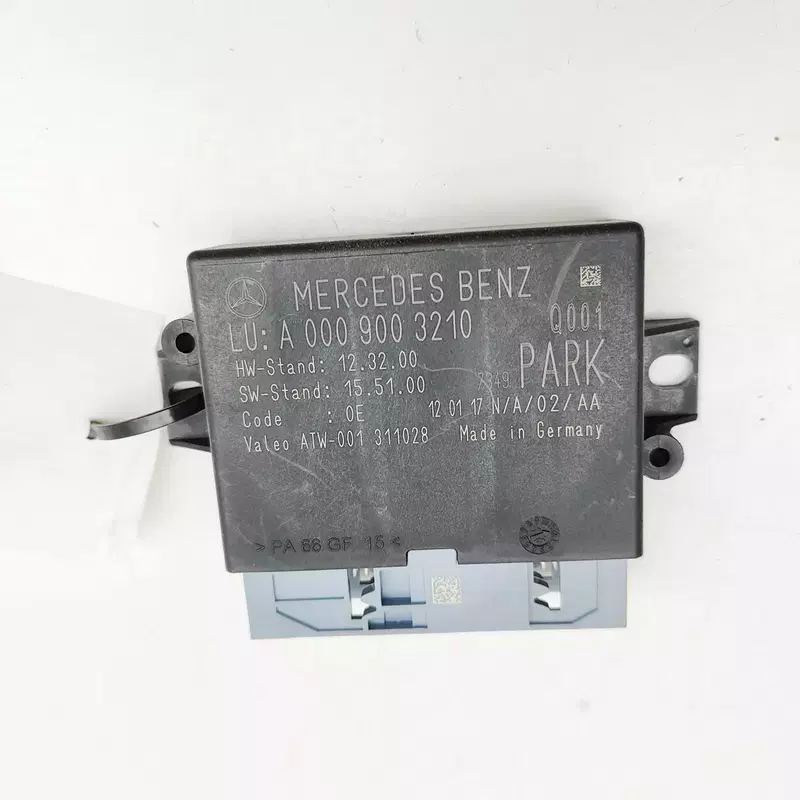 MERCEDES BENZ
LU: A 000 900 3210 Q001
HW-Stand: 12.32.00
SW-Stand: 15.51.00 7349 PARK
Code : 0E 12 01 17 N/A/02/AA
Valeo ATW-001 311028 Made in Germany
>PA 66 GF 15<